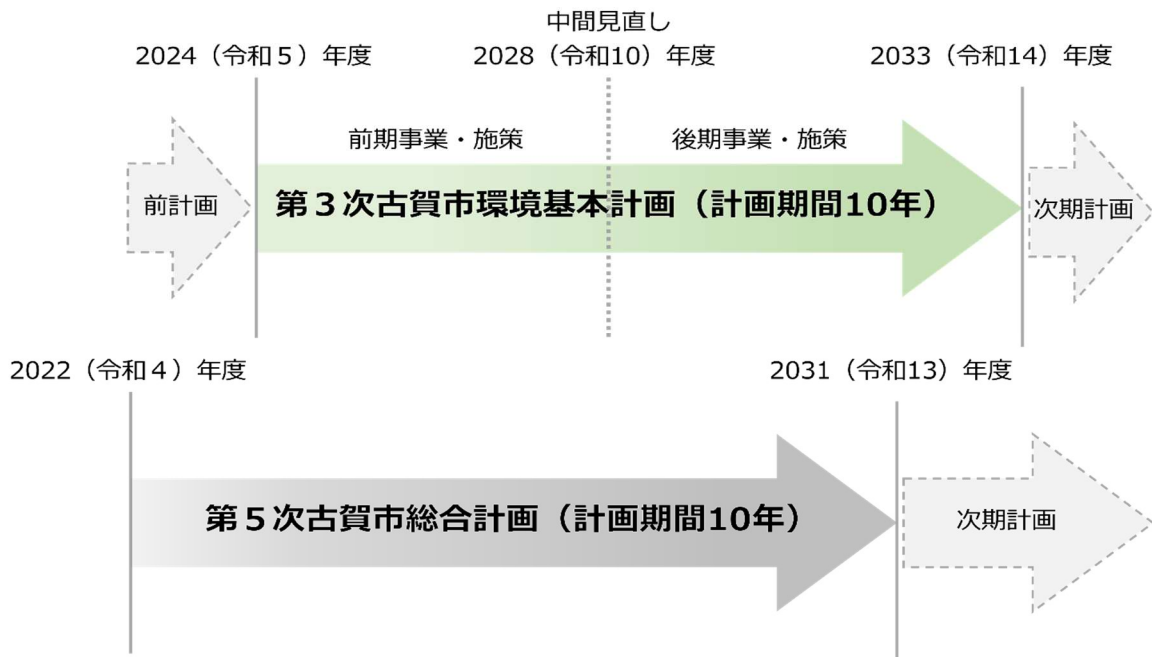 中間見直し
2024（令和５）年度
2028（令和10）年度
2033（令和14）年度
前期事業・施策
後期事業・施策
前計画
第３次古賀市環境基本計画（計画期間10年）
次期計画
2022（令和４）年度
2031（令和13）年度
第５次古賀市総合計画（計画期間10年）
次期計画